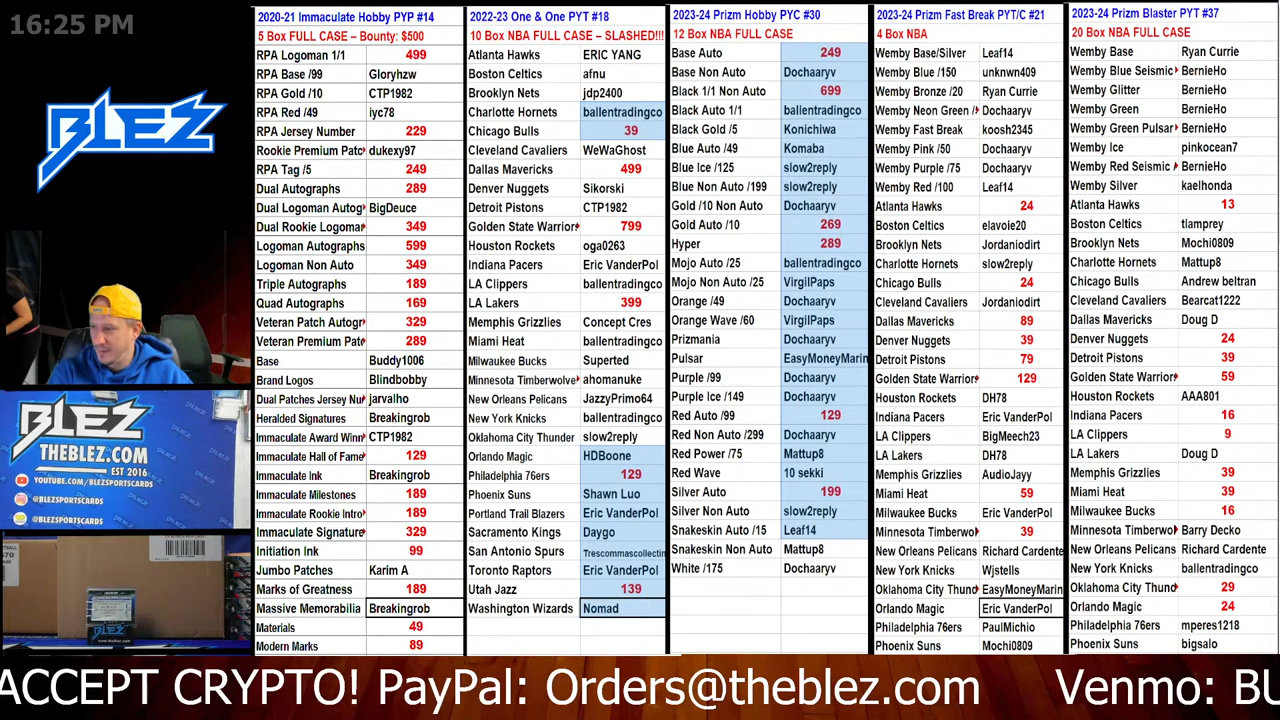 16:25 PM
BLEZ
BLEZ
THEBLEZ.COM
EST 2016
YOUTUBE.COM/BLEZSPORTSCARDS
@BLEZSPORTSCARDS
@BLEZSPORTSCARDS
BLEZ
2020-21 Immaculate Hobby PYP #14
5 Box FULL CASE – Bounty: $500
RPA Logoman 1/1 499
RPA Base /99 Gloryhzw
RPA Gold /10 CTP1982
RPA Red /49 iyc78
RPA Jersey Number 229
Rookie Premium Patc dukexy97
RPA Tag /5 249
Dual Autographs 289
Dual Logoman Autog BigDeuce
Dual Rookie Logoma 349
Logoman Autographs 599
Logoman Non Auto 349
Triple Autographs 189
Quad Autographs 169
Veteran Patch Autogr 329
Veteran Premium Pat 289
Base Buddy1006
Brand Logos Blindbobby
Dual Patches Jersey Nu jarvalho
Heralded Signatures Breakingrob
Immaculate Award Winn CTP1982
Immaculate Hall of Fame 129
Immaculate Ink Breakingrob
Immaculate Milestones 189
Immaculate Rookie Intro 189
Immaculate Signature 329
Initiation Ink 99
Jumbo Patches Karim A
Marks of Greatness 189
Massive Memorabilia Breakingrob
Materials 49
Modern Marks 89
2022-23 One & One PYT #18
10 Box NBA FULL CASE – SLASHED!!!
Atlanta Hawks ERIC YANG
Boston Celtics afnu
Brooklyn Nets jdp2400
Charlotte Hornets ballentradingco
Chicago Bulls 39
Cleveland Cavaliers WeWaGhost
Dallas Mavericks 499
Denver Nuggets Sikorski
Detroit Pistons CTP1982
Golden State Warrior 799
Houston Rockets oga0263
Indiana Pacers Eric VanderPol
LA Clippers ballentradingc
LA Lakers 399
Memphis Grizzlies Concept Cres
Miami Heat ballentradingco
Milwaukee Bucks Superted
Minnesota Timberwolve ahomanuke
New Orleans Pelicans JazzyPrimo64
New York Knicks ballentradingco
Oklahoma City Thunder slow2reply
Orlando Magic HDBoone
Philadelphia 76ers 129
Phoenix Suns Shawn Luo
Portland Trail Blazers Eric VanderPol
Sacramento Kings Daygo
San Antonio Spurs Trescommascollectin
Toronto Raptors Eric VanderPol
Utah Jazz 139
Washington Wizards Nomad
2023-24 Prizm Hobby PYC #30
12 Box NBA FULL CASE
Base Auto 249
Base Non Auto Dochaaryv
Black 1/1 Non Auto 699
Black Auto 1/1 ballentradingco
Black Gold /5 Konichiwa
Blue Auto /49 Komaba
Blue Ice /125 slow2reply
Blue Non Auto /199 slow2reply
Gold /10 Non Auto Dochaaryv
Gold Auto /10 269
Hyper 289
Mojo Auto /25 ballentradingco
Mojo Non Auto /25 VirgilPaps
Orange /49 Dochaaryv
Orange Wave /60 VirgilPaps
Prizmania Dochaaryv
Pulsar EasyMoneyMarin
Purple /99 Dochaaryv
Purple Ice /149 Dochaaryv
Red Auto /99 129
Red Non Auto /299 Dochaaryv
Red Power /75 Mattup8
Red Wave 10 sekki
Silver Auto 199
Silver Non Auto slow2reply
Snakeskin Auto /15 Leaf14
Snakeskin Non Auto Mattup8
White /175 Dochaaryv
2023-24 Prizm Fast Break PYT/C #21
4 Box NBA
Wemby Base/Silver Leaf14
Wemby Blue /150 unknwn409
Wemby Bronze /20 Ryan Currie
Wemby Neon Green / Dochaaryv
Wemby Fast Break koosh2345
Wemby Pink /50 Dochaaryv
Wemby Purple /75 Dochaaryv
Wemby Red /100 Leaf14
Atlanta Hawks 24
Boston Celtics elavoie20
Brooklyn Nets Jordaniodirt
Charlotte Hornets slow2reply
Chicago Bulls 24
Cleveland Cavaliers Jordaniodirt
Dallas Mavericks 89
Denver Nuggets 39
Detroit Pistons 79
Golden State Warrior 129
Houston Rockets DH78
Indiana Pacers Eric VanderPol
LA Clippers BigMeech23
LA Lakers DH78
Memphis Grizzlies AudioJayy
Miami Heat 59
Milwaukee Bucks Eric VanderPol
Minnesota Timberwo 39
New Orleans Pelicans Richard Cardente
New York Knicks Wjstells
Oklahoma City Thun EasyMoneyMarin
Orlando Magic Eric VanderPol
Philadelphia 76ers PaulMichio
Phoenix Suns Mochi0809
2023-24 Prizm Blaster PYT #37
20 Box NBA FULL CASE
Wemby Base Ryan Currie
Wemby Blue Seismic BernieHo
Wemby Glitter BernieHo
Wemby Green BernieHo
Wemby Green Pulsar BernieHo
Wemby Ice pinkocean7
Wemby Red Seismic BernieHo
Wemby Silver kaelhonda
Atlanta Hawks 13
Boston Celtics tlamprey
Brooklyn Nets Mochi0809
Charlotte Hornets Mattup8
Chicago Bulls Andrew beltran
Cleveland Cavaliers Bearcat1222
Dallas Mavericks Doug D
Denver Nuggets 24
Detroit Pistons 39
Golden State Warrior 59
Houston Rockets AAA801
Indiana Pacers 16
LA Clippers 9
LA Lakers Doug D
Memphis Grizzlies 39
Miami Heat 39
Milwaukee Bucks 16
Minnesota Timberwo Barry Decko
New Orleans Pelicans Richard Cardente
New York Knicks ballentradingco
Oklahoma City Thun 29
Orlando Magic 24
Philadelphia 76ers mperes1218
Phoenix Suns bigsalo
ACCEPT CRYPTO! PayPal: Orders@theblez.com Venmo: BU